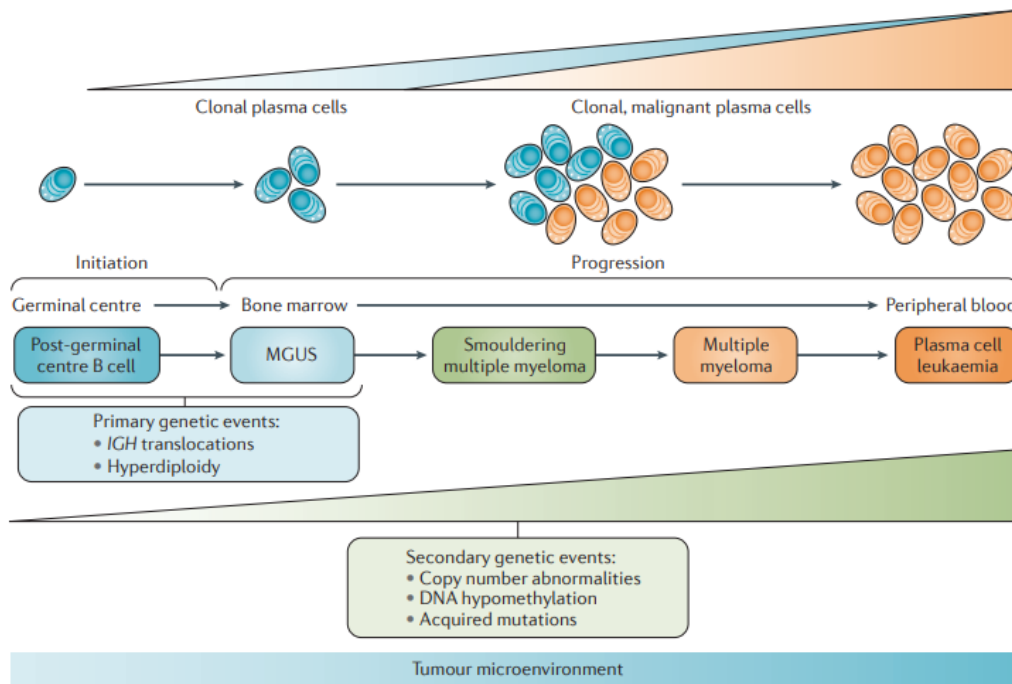 Clonal plasma cells
Clonal, malignant plasma cells
Initiation
Progression
Germinal centre
Bone marrow
Peripheral blood
Post-germinal
centre B cell
MGUS
Smouldering
multiple myeloma
Multiple
myeloma
Plasma cell
leukaemia
Primary genetic events:
• IGH translocations
• Hyperdiploidy
Secondary genetic events:
• Copy number abnormalities
• DNA hypomethylation
• Acquired mutations
Tumour microenvironment